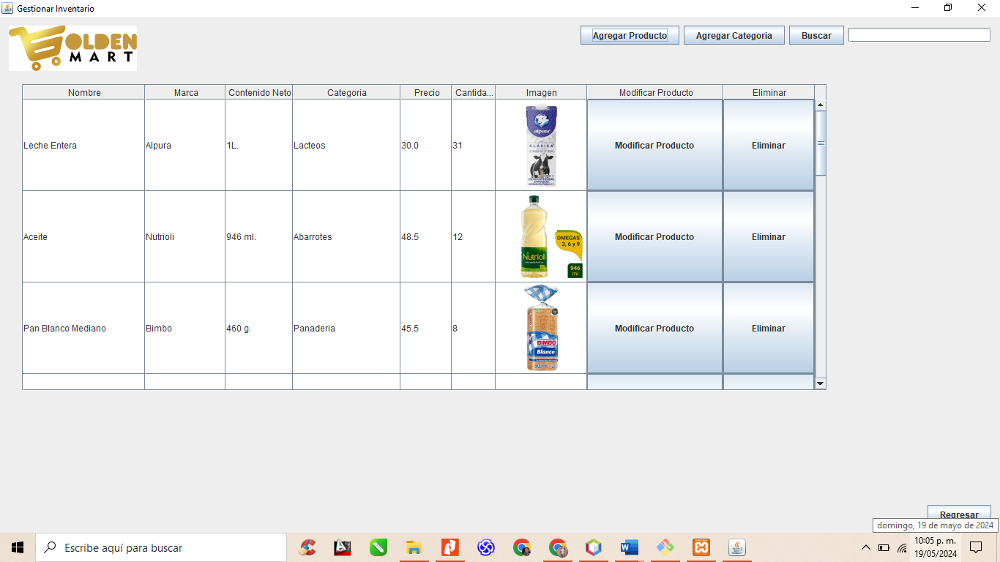 Gestionar Inventario
GOLDEN
MART
Agregar Producto
Agregar Categoria
Buscar
Nombre Marca Contenido Neto Categoria Precio Cantida... Imagen Modificar Producto Eliminar
Leche Entera Alpura 1L. Lacteos 30.0 31 Modificar Producto Eliminar
alpura
CLÁSICA
Aceite Nutrioli 946 ml. Abarrotes 48.5 12 Modificar Producto Eliminar
OMEGAS
3, 6 y 9
Nutrioli
946
ml
Pan Blanco Mediano Bimbo 460 g. Panaderia 45.5 8 Modificar Producto Eliminar
BIMBO
Blanco
Regresar
domingo, 19 de mayo de 2024
Escribe aquí para buscar
10:05 p. m.
19/05/2024